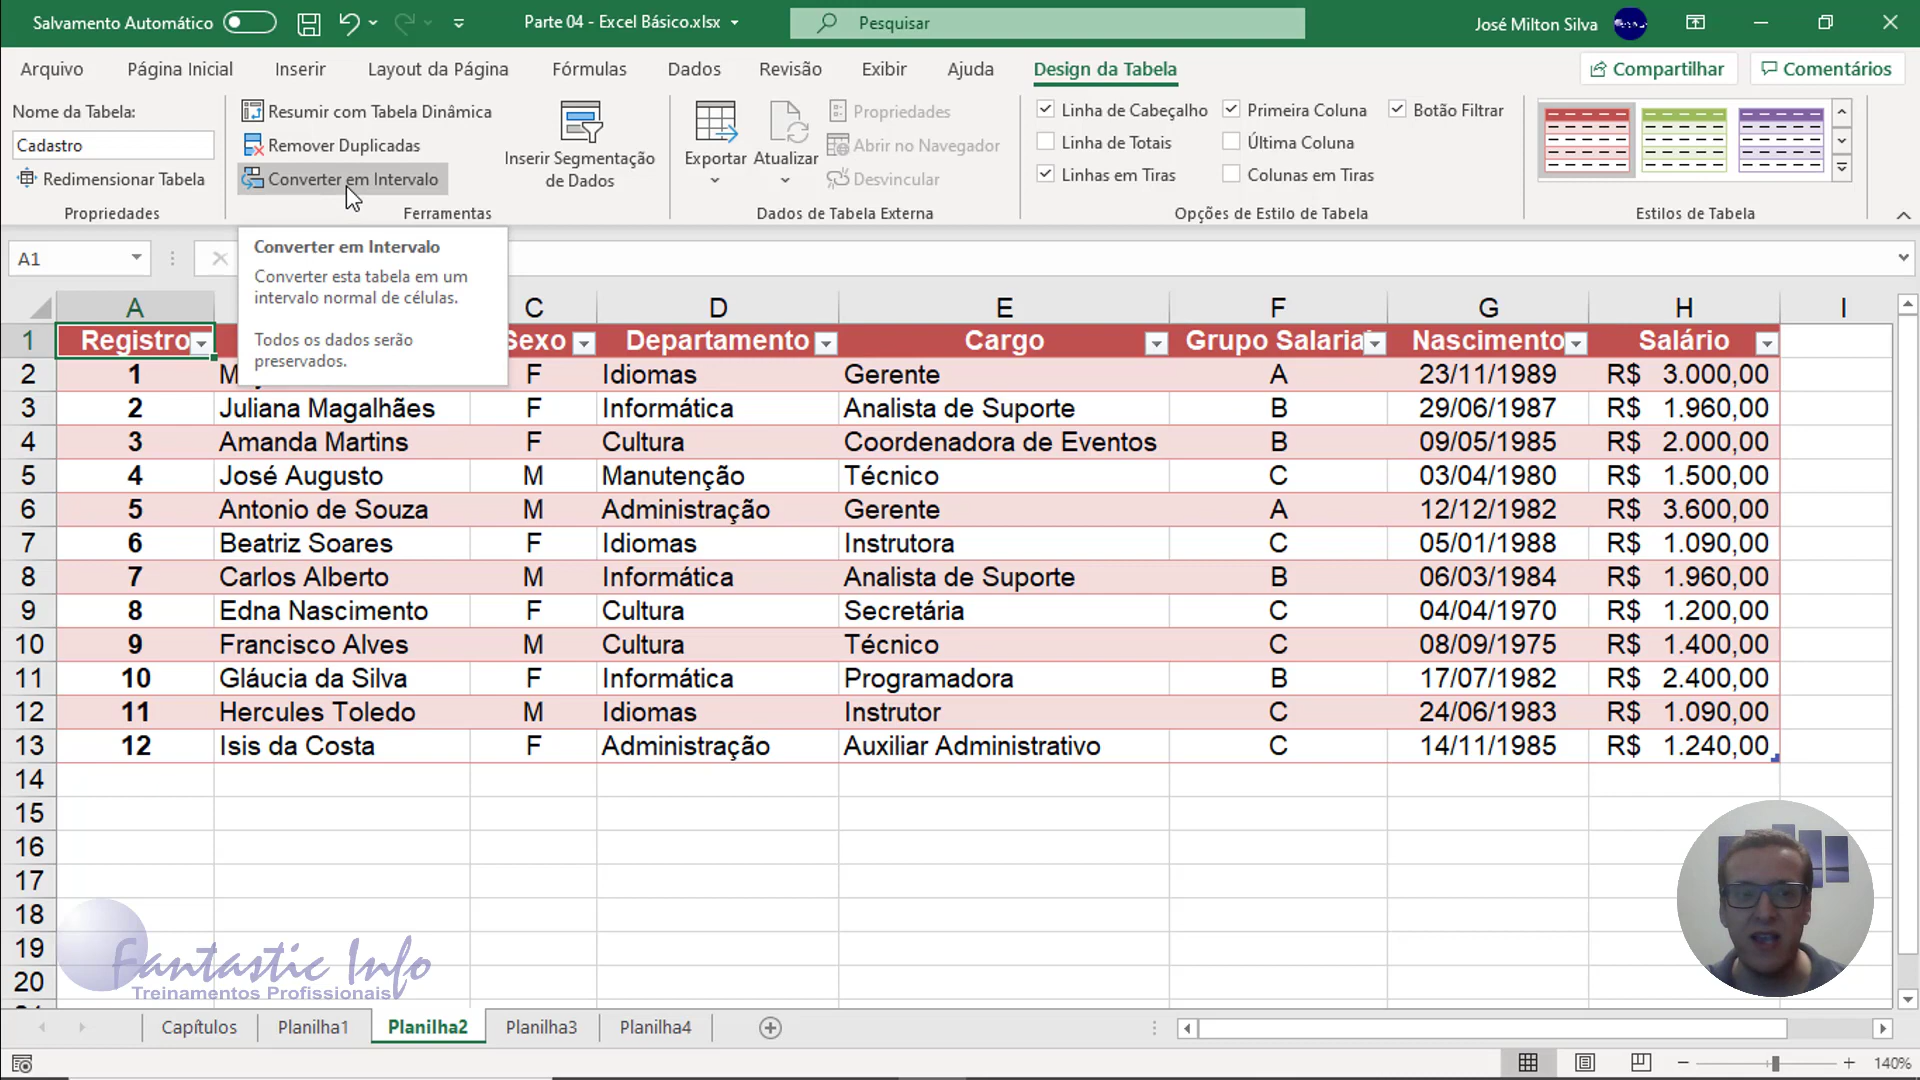 Salvamento Automático
Parte 04 - Excel Básico.xlsx
Pesquisar
José Milton Silva
Arquivo Página Inicial Inserir Layout da Página Fórmulas Dados Revisão Exibir Ajuda Design da Tabela Compartilhar Comentários
Nome da Tabela:
Cadastro
Redimensionar Tabela
Propriedades
Resumir com Tabela Dinâmica
Remover Duplicadas
Converter em Intervalo
Inserir Segmentação
de Dados
Ferramentas
Exportar
Atualizar
Propriedades
Abrir no Navegador
Desvincular
Dados de Tabela Externa
Linha de Cabeçalho
Linha de Totais
Linhas em Tiras
Primeira Coluna
Última Coluna
Colunas em Tiras
Botão Filtrar
Opções de Estilo de Tabela
Estilos de Tabela
A1
Converter em Intervalo
Converter esta tabela em um
intervalo normal de células.
Todos os dados serão
preservados.
A C D E F G H I
1 Registro Sexo Departamento Cargo Grupo Salaria Nascimento Salário
2 1 F Idiomas Gerente A 23/11/1989 R$ 3.000,00
3 2 Juliana Magalhães F Informática Analista de Suporte B 29/06/1987 R$ 1.960,00
4 3 Amanda Martins F Cultura Coordenadora de Eventos B 09/05/1985 R$ 2.000,00
5 4 José Augusto M Manutenção Técnico C 03/04/1980 R$ 1.500,00
6 5 Antonio de Souza M Administração Gerente A 12/12/1982 R$ 3.600,00
7 6 Beatriz Soares F Idiomas Instrutora C 05/01/1988 R$ 1.090,00
8 7 Carlos Alberto M Informática Analista de Suporte B 06/03/1984 R$ 1.960,00
9 8 Edna Nascimento F Cultura Secretária C 04/04/1970 R$ 1.200,00
10 9 Francisco Alves M Cultura Técnico C 08/09/1975 R$ 1.400,00
11 10 Gláucia da Silva F Informática Programadora B 17/07/1982 R$ 2.400,00
12 11 Hercules Toledo M Idiomas Instrutor C 24/06/1983 R$ 1.090,00
13 12 Isis da Costa F Administração Auxiliar Administrativo C 14/11/1985 R$ 1.240,00
14
15
16
17
18
19
20
Fantastic Info
Treinamentos Profissionais
Capítulos Planilha1 Planilha2 Planilha3 Planilha4
140%